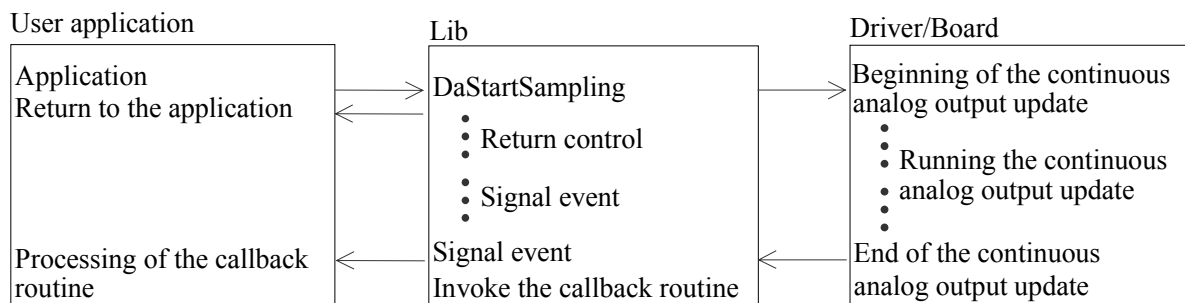 User application
Application
Return to the application
Processing of the callback
routine
Lib
DaStartSampling
Return control
Signal event
Signal event
Invoke the callback routine
Driver/Board
Beginning of the continuous
analog output update
Running the continuous
analog output update
End of the continuous
analog output update